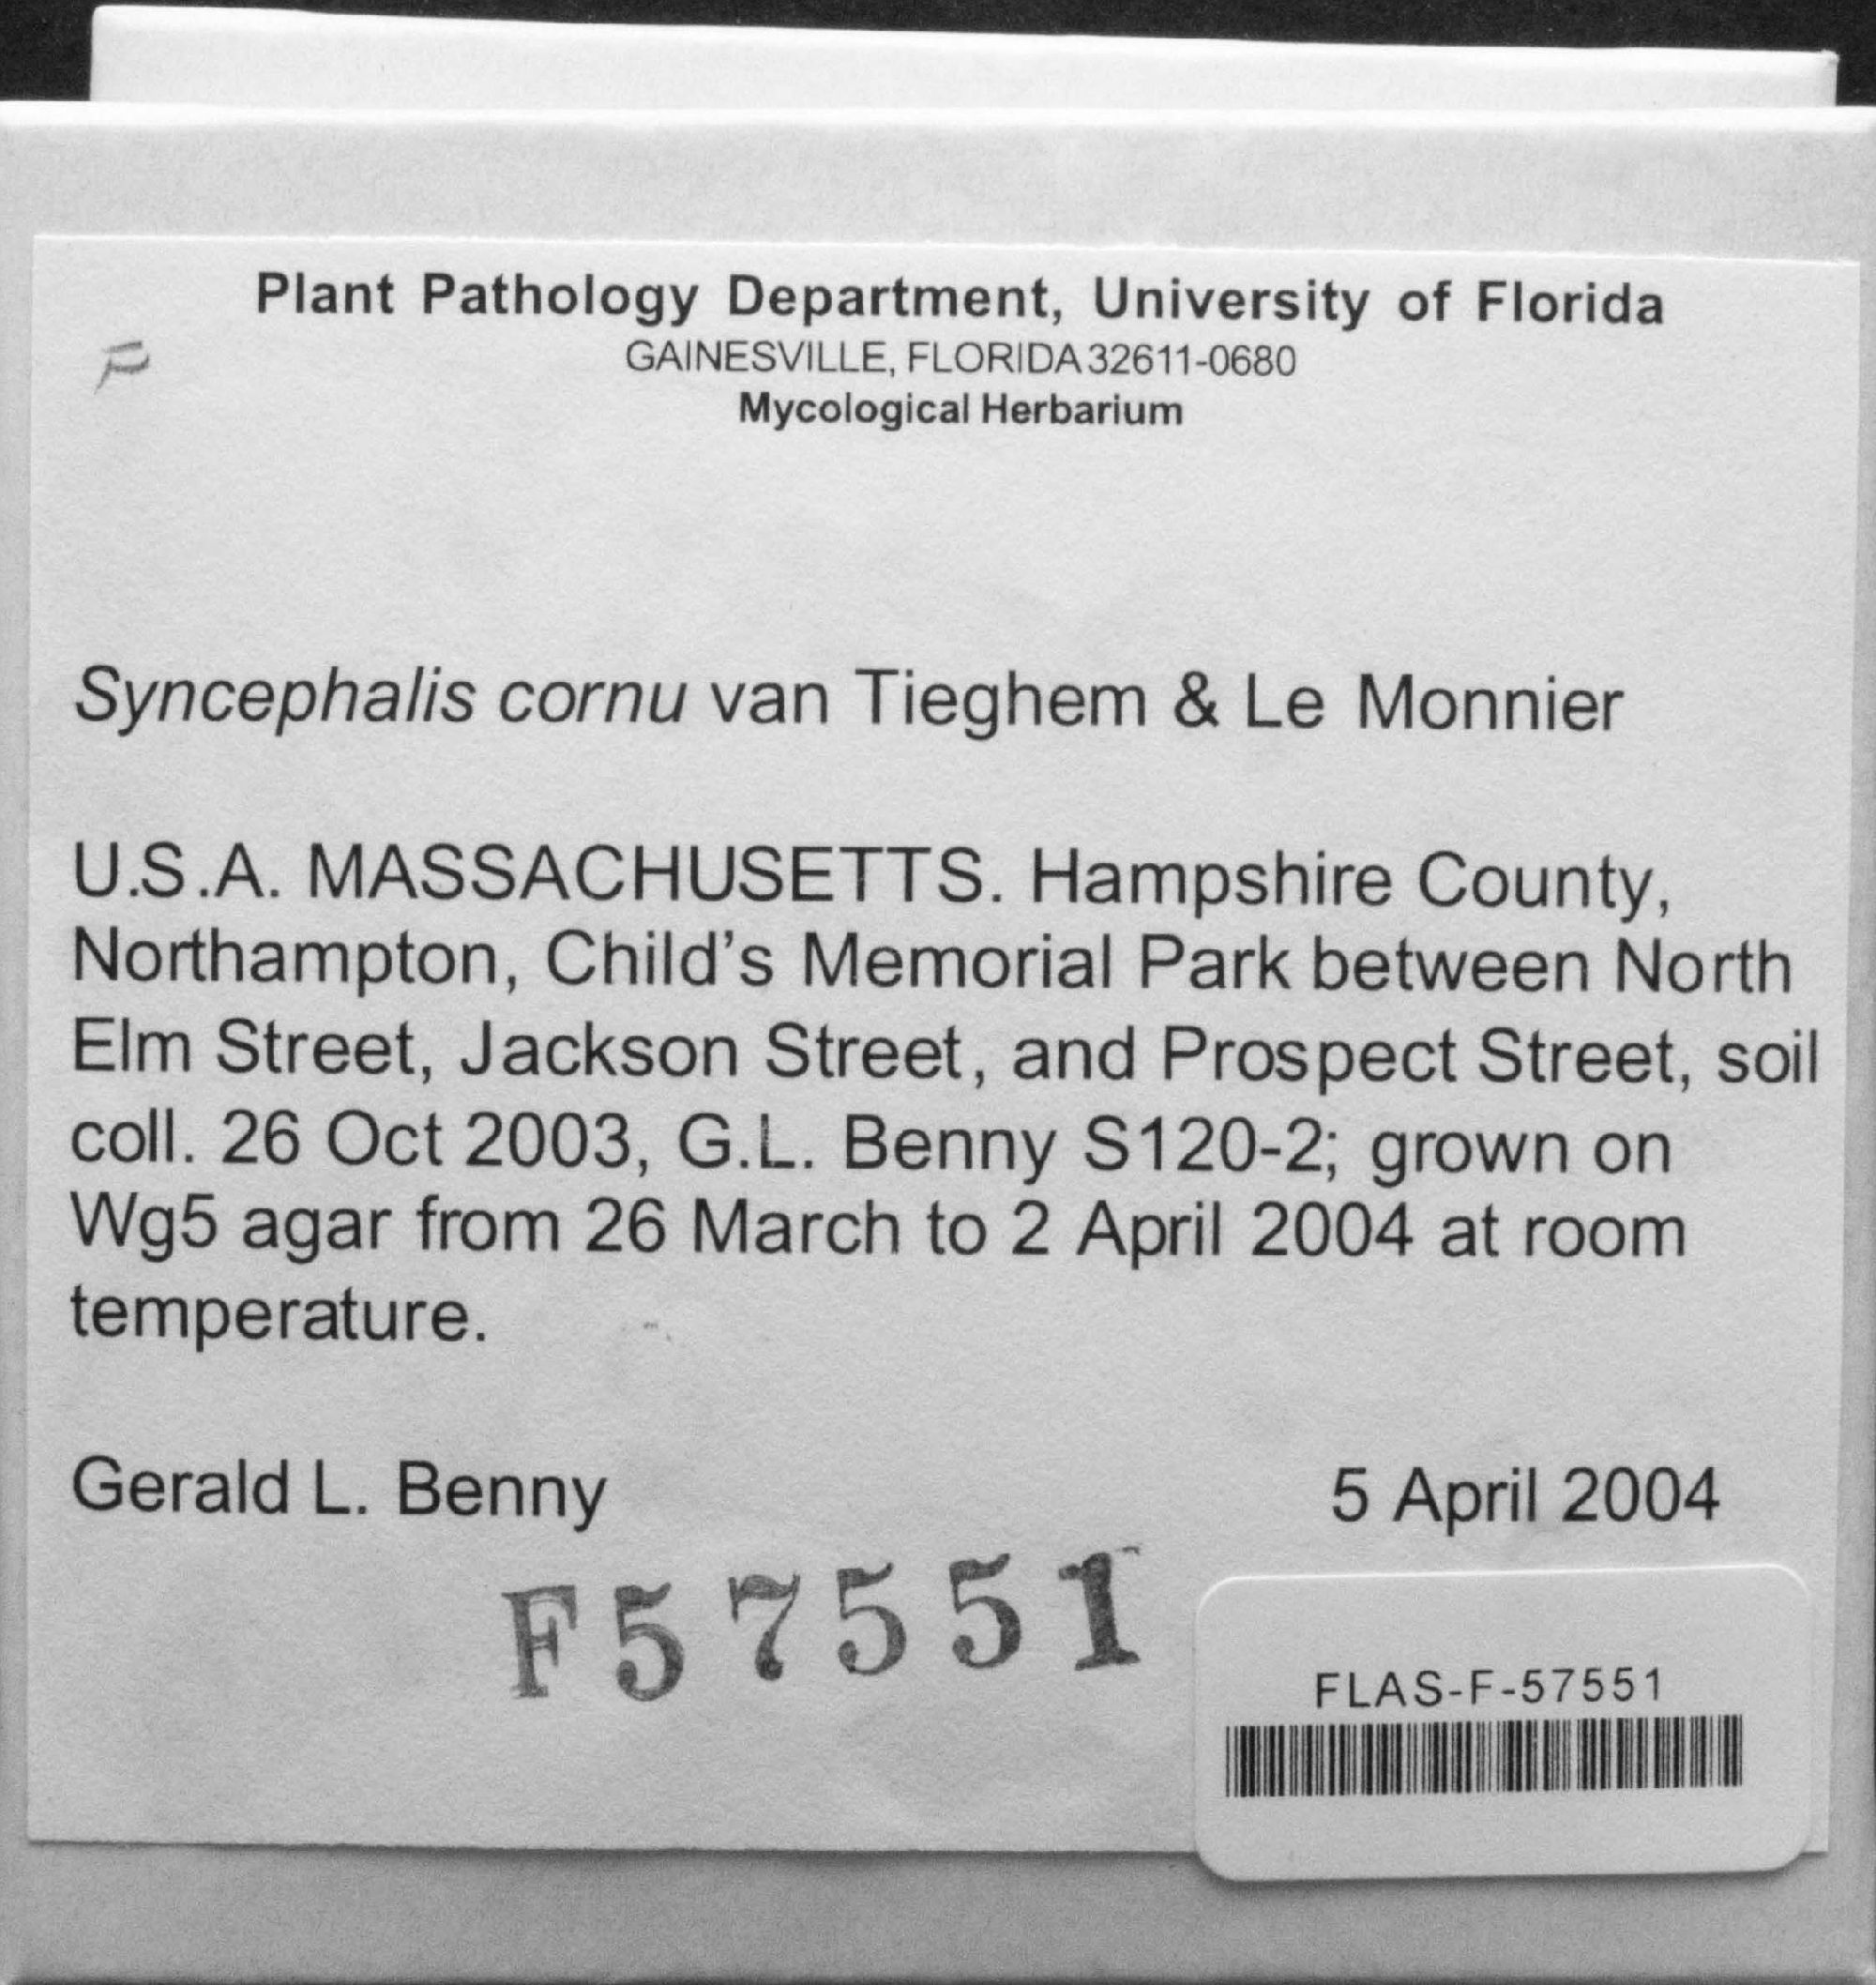 Plant Pathology Department, University of Florida
GAINESVILLE, FLORIDA 32611-0680
Mycological Herbarium
Syncephalis cornu van Tieghem & Le Monnier
U.S.A. MASSACHUSETTS. Hampshire County,
Northampton, Child's Memorial Park between North
Elm Street, Jackson Street, and Prospect Street, soil
coll. 26 Oct 2003, G.L. Benny S120-2; grown on
Wg5 agar from 26 March to 2 April 2004 at room
temperature.
Gerald L. Benny 5 April 2004
F57551
FLAS-F-57551